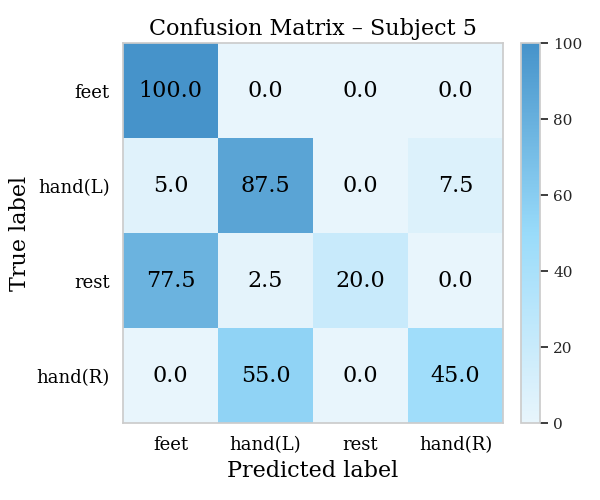 Confusion Matrix – Subject 5
True label
feet 100.0 0.0 0.0 0.0
hand(L) 5.0 87.5 0.0 7.5
rest 77.5 2.5 20.0 0.0
hand(R) 0.0 55.0 0.0 45.0
feet hand(L) rest hand(R)
Predicted label
100
80
60
40
20
0